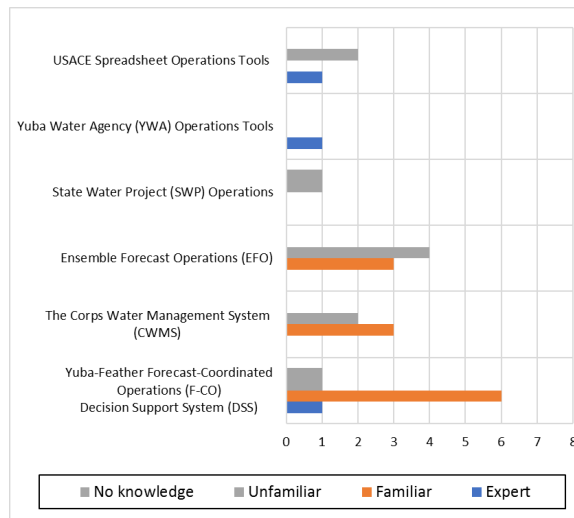 USACE Spreadsheet Operations Tools
Yuba Water Agency (YWA) Operations Tools
State Water Project (SWP) Operations
Ensemble Forecast Operations (EFO)
The Corps Water Management System
(CWMS)
Yuba-Feather Forecast-Coordinated
Operations (F-CO)
Decision Support System (DSS)
0 1 2 3 4 5 6 7 8
No knowledge Unfamiliar Familiar Expert